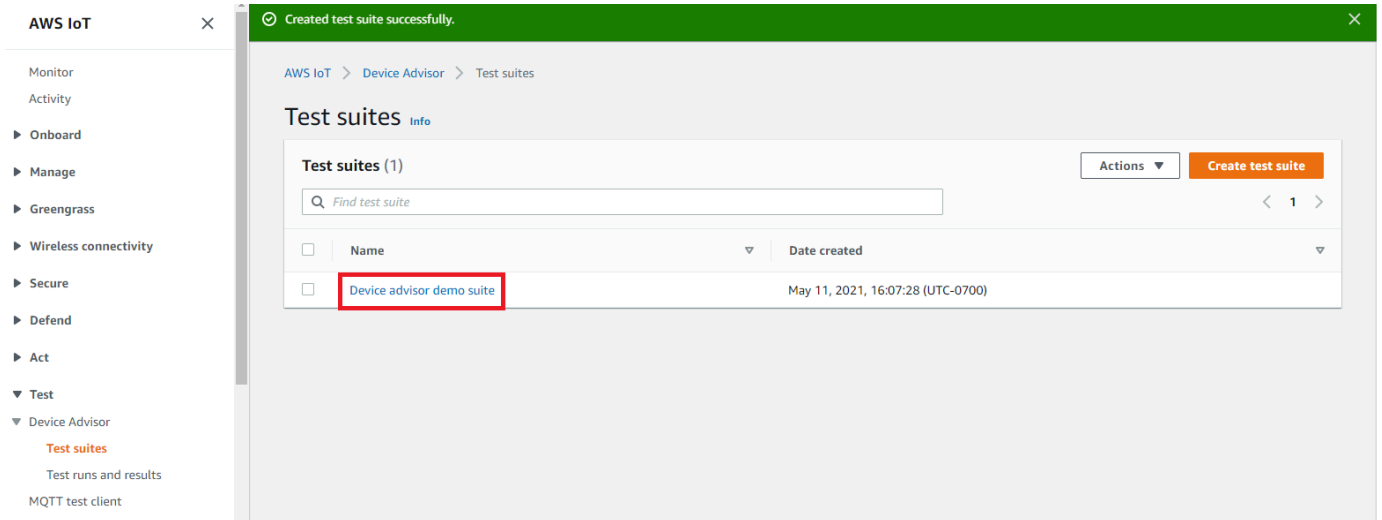 AWS IoT
Monitor
Activity
Onboard
Manage
Greengrass
Wireless connectivity
Secure
Defend
Act
Test
Device Advisor
Test suites
Test runs and results
MQTT test client
Created test suite successfully.
AWS IoT > Device Advisor > Test suites
Test suites Info
Test suites (1)
Actions
Create test suite
Find test suite
1
Name
Date created
Device advisor demo suite
May 11, 2021, 16:07:28 (UTC-0700)